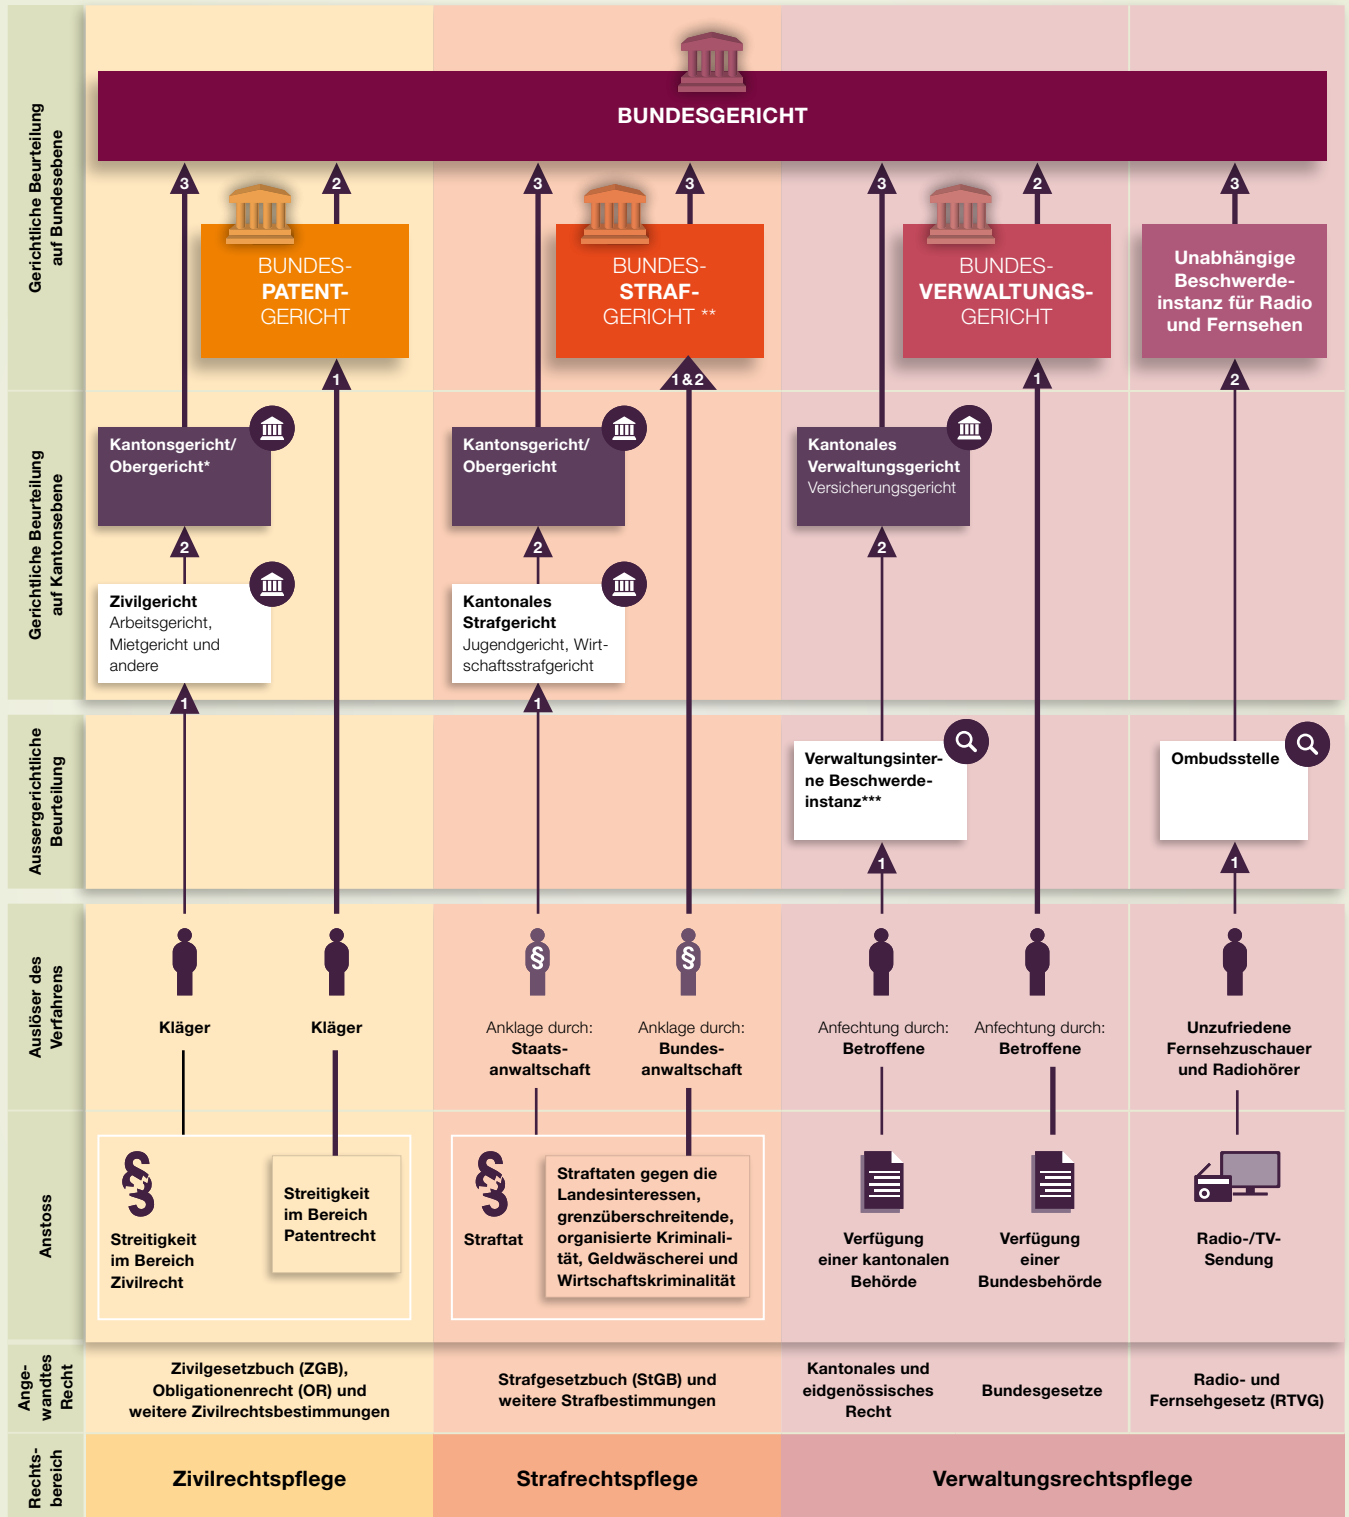 Gerichtliche Beurteilung
auf Bundesebene
BUNDESGERICHT
3
2
3
3
3
2
3
BUNDES-
PATENT-
GERICHT
BUNDES-
STRAF-
GERICHT **
BUNDES-
VERWALTUNGS-
GERICHT
Unabhängige
Beschwerde-
instanz für Radio
und Fernsehen
1
1 & 2
1
2
Gerichtliche Beurteilung
auf Kantonsebene
Kantonsgericht/
Obergericht*
Kantonsgericht/
Obergericht
Kantonales
Verwaltungsgericht
Versicherungsgericht
2
2
2
Zivilgericht
Arbeitsgericht,
Mietgericht und
andere
Kantonales
Strafgericht
Jugendgericht, Wirt-
schaftsstrafgericht
1
1
Aussergerichtliche
Beurteilung
Verwaltungsinter-
ne Beschwerde-
instanz***
Ombudsstelle
1
1
Auslöser des
Verfahrens
§
§
Kläger
Kläger
Anklage durch:
Staats-
anwaltschaft
Anklage durch:
Bundes-
anwaltschaft
Anfechtung durch:
Betroffene
Anfechtung durch:
Betroffene
Unzufriedene
Fernsehzuschauer
und Radiohörer
Anstoss
§
Streitigkeit
im Bereich
Zivilrecht
Streitigkeit
im Bereich
Patentrecht
§
Straftat
Straftaten gegen die
Landesinteressen,
grenzüberschreitende,
organisierte Kriminali-
tät, Geldwäscherei und
Wirtschaftskriminalität
Verfügung
einer kantonalen
Behörde
Verfügung
einer
Bundesbehörde
Radio-/TV-
Sendung
Ange-
wandtes
Recht
Zivilgesetzbuch (ZGB),
Obligationenrecht (OR) und
weitere Zivilrechtsbestimmungen
Strafgesetzbuch (StGB) und
weitere Strafbestimmungen
Kantonales und
eidgenössisches
Recht
Bundesgesetze
Radio- und
Fernsehgesetz (RTVG)
Rechts-
bereich
Zivilrechtspflege
Strafrechtspflege
Verwaltungsrechtspflege